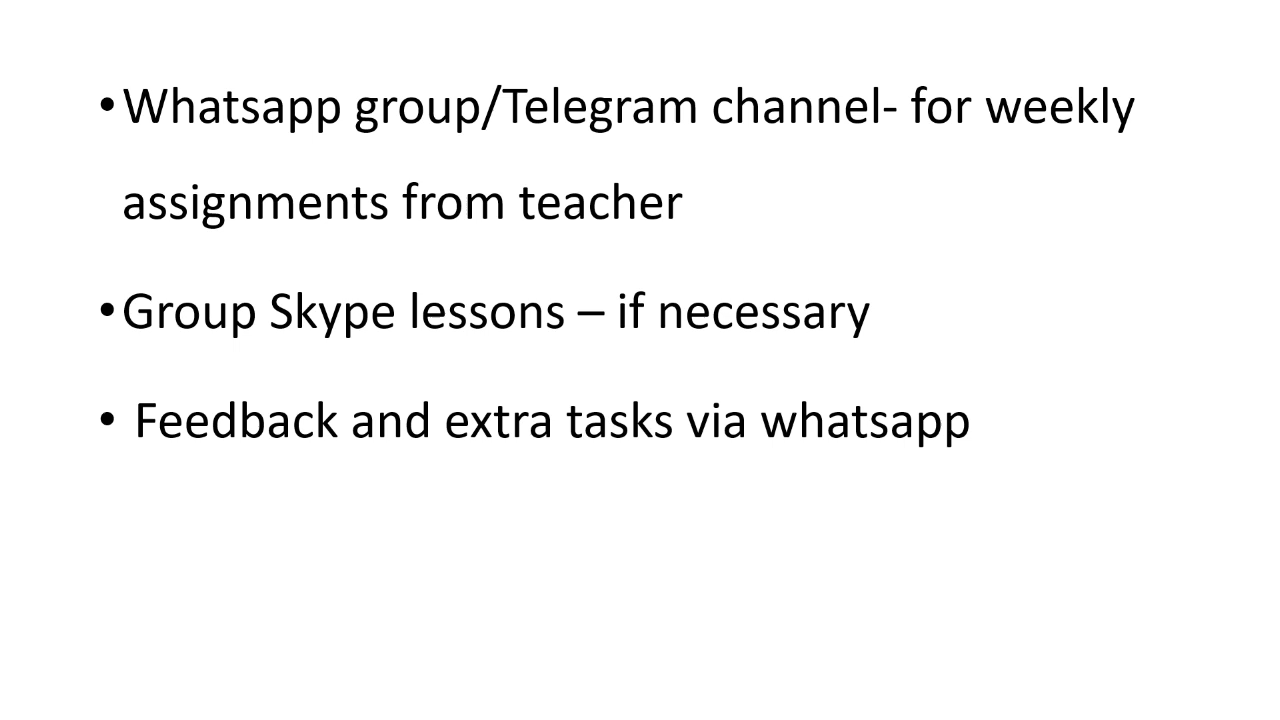 • Whatsapp group/Telegram channel- for weekly
assignments from teacher
• Group Skype lessons – if necessary
• Feedback and extra tasks via whatsapp